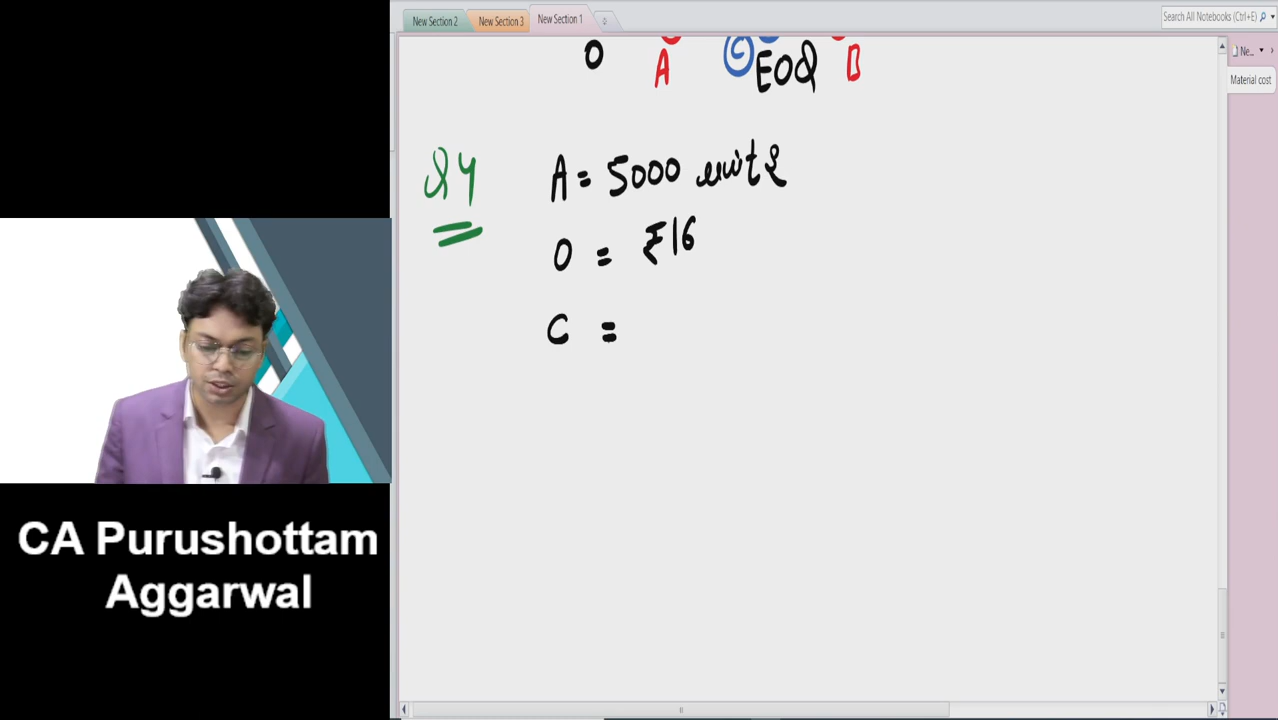 New Section 2
New Section 3
New Section 1
Search All Notebooks (Ctrl+E)
Ne...
Material cost
O A C EOQ B
Q4
A = 5000 units
O = ₹16
C =
CA Purushottam
Aggarwal